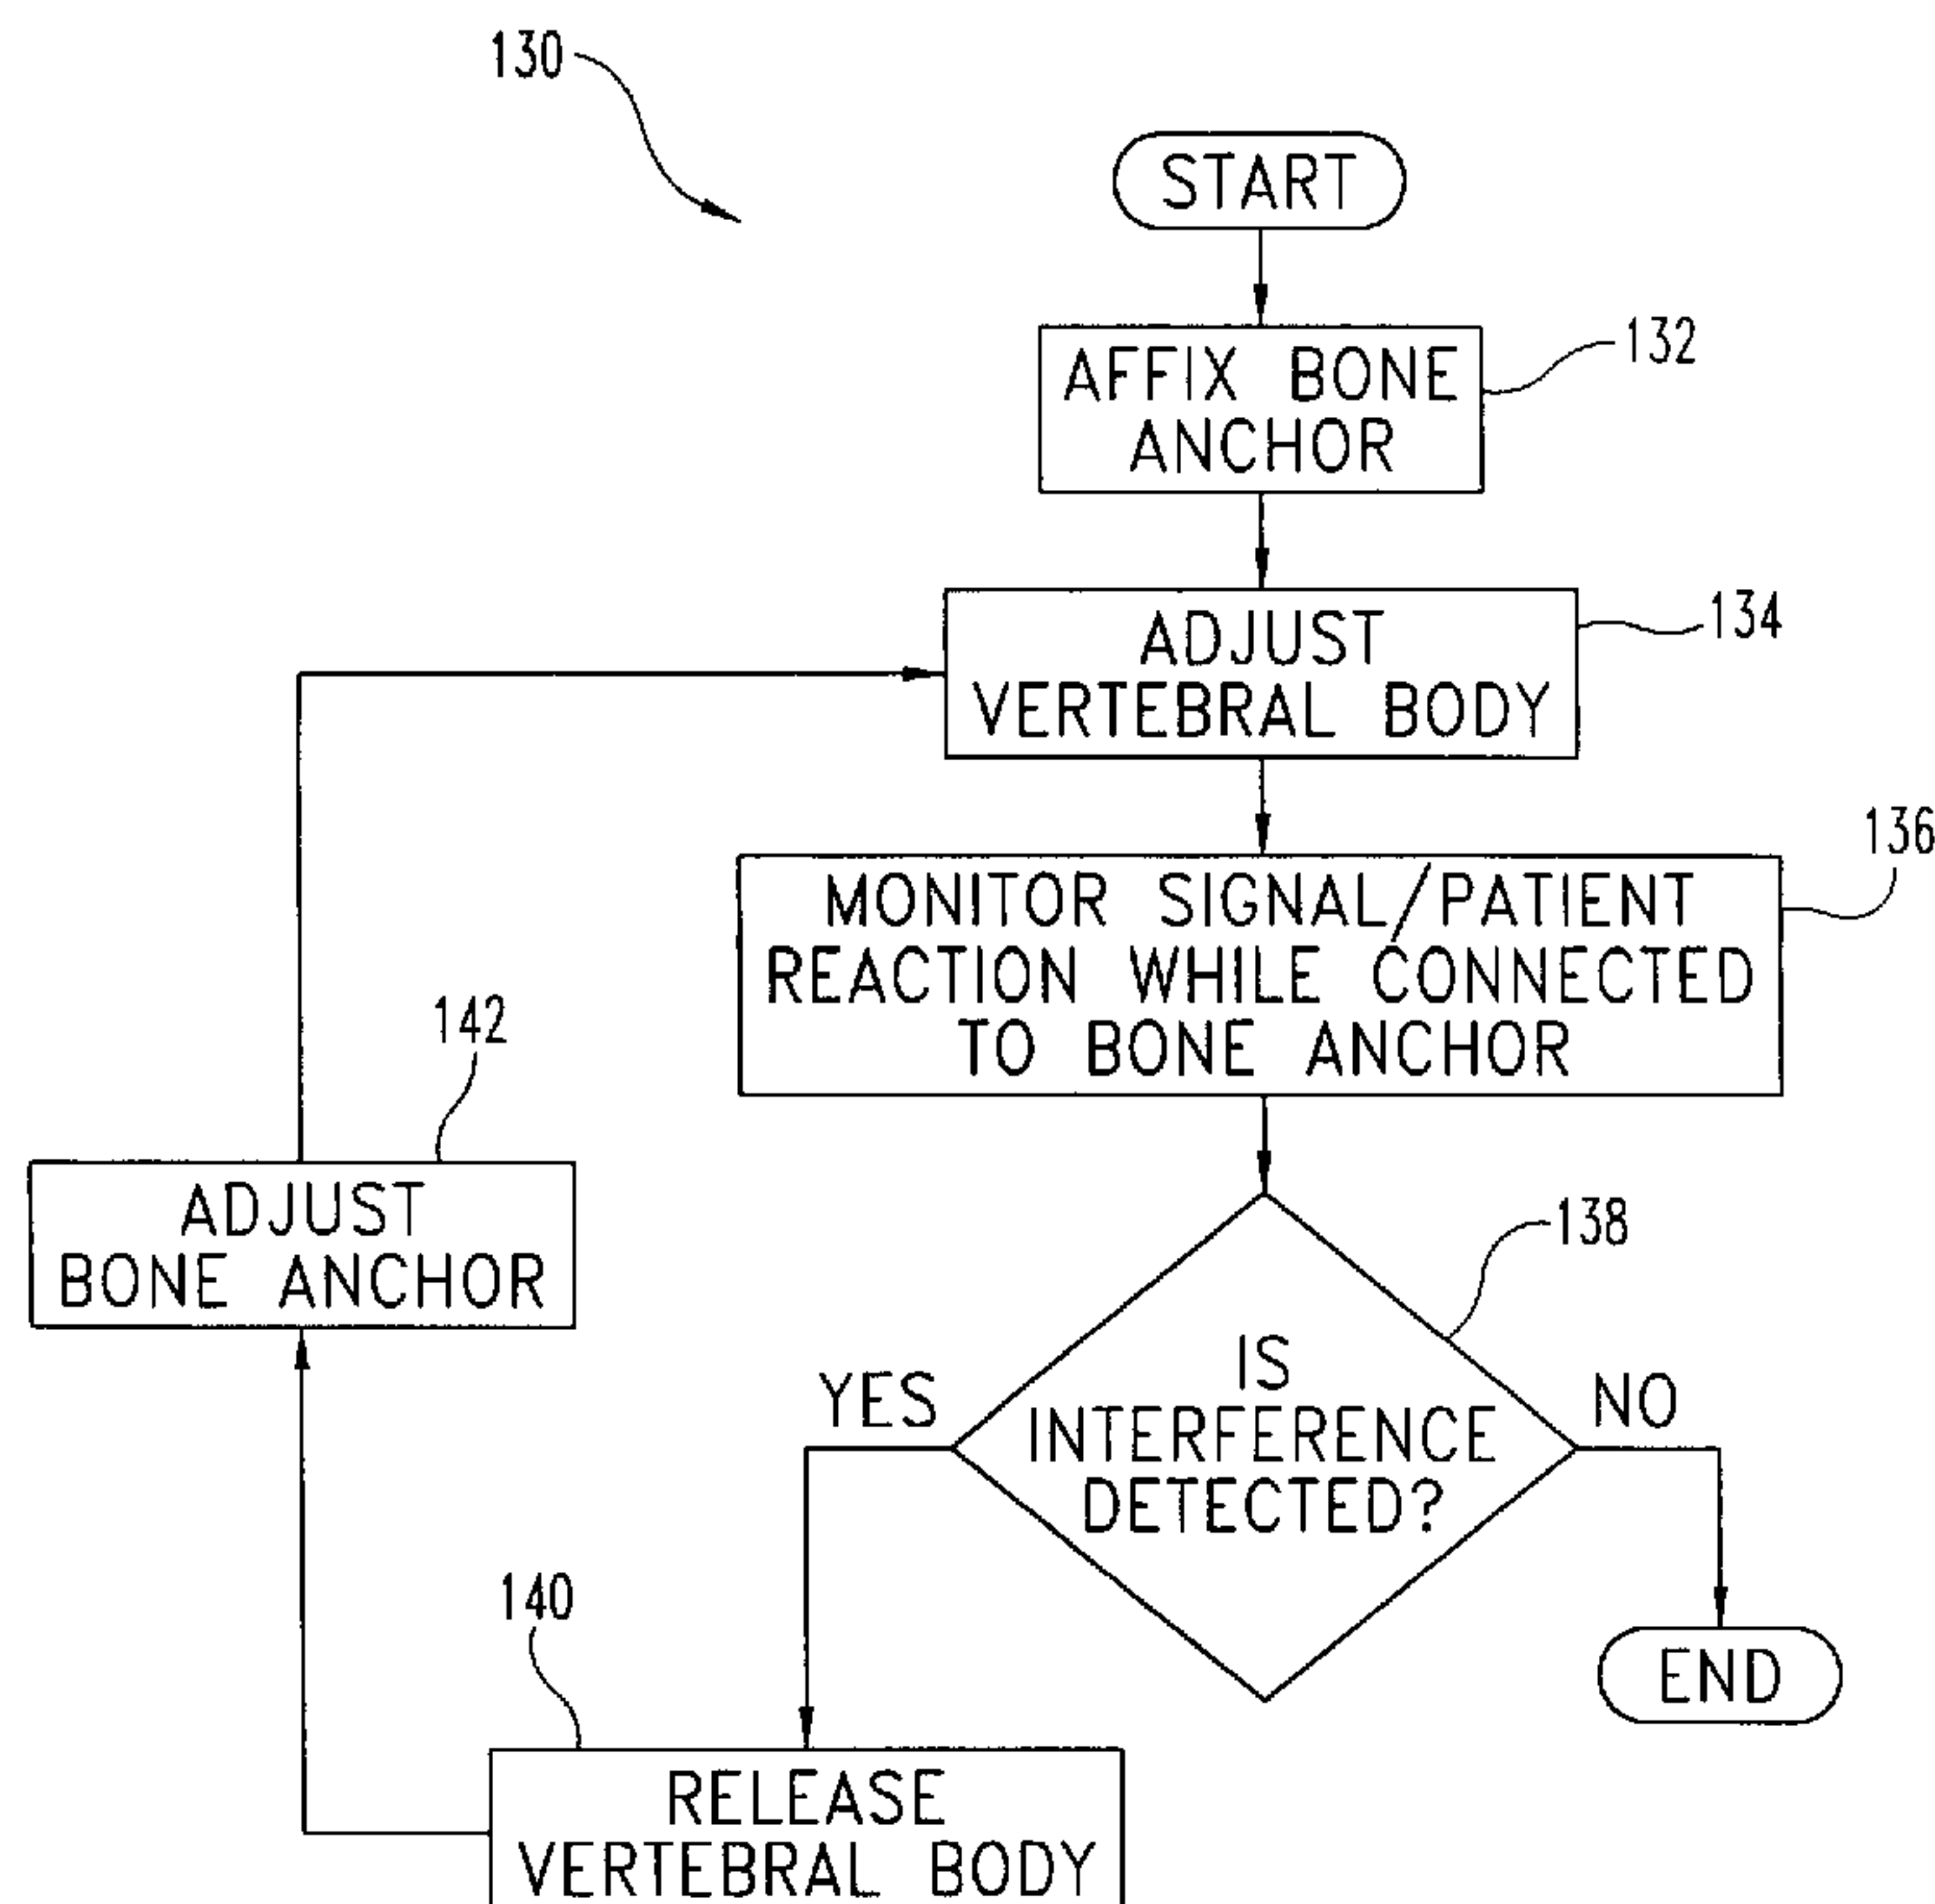 130
START
AFFIX BONE
ANCHOR
132
ADJUST
VERTEBRAL BODY
134
MONITOR SIGNAL/PATIENT
REACTION WHILE CONNECTED
TO BONE ANCHOR
136
142
ADJUST
BONE ANCHOR
138
IS
INTERFERENCE
DETECTED?
YES
NO
END
140
RELEASE
VERTEBRAL BODY